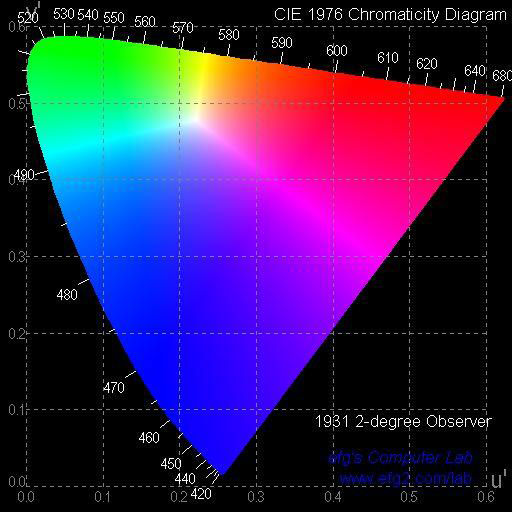 v'
CIE 1976 Chromaticity Diagram
0.6
520 530 540 550 560 570 580 590 600 610 620 640 680
0.5
490
0.4
0.3
480
0.2
470
0.1
1931 2-degree Observer
460
450
efg's Computer Lab
440
www.efg2.com/lab
420
0.0
u'
0.0 0.1 0.2 0.3 0.4 0.5 0.6